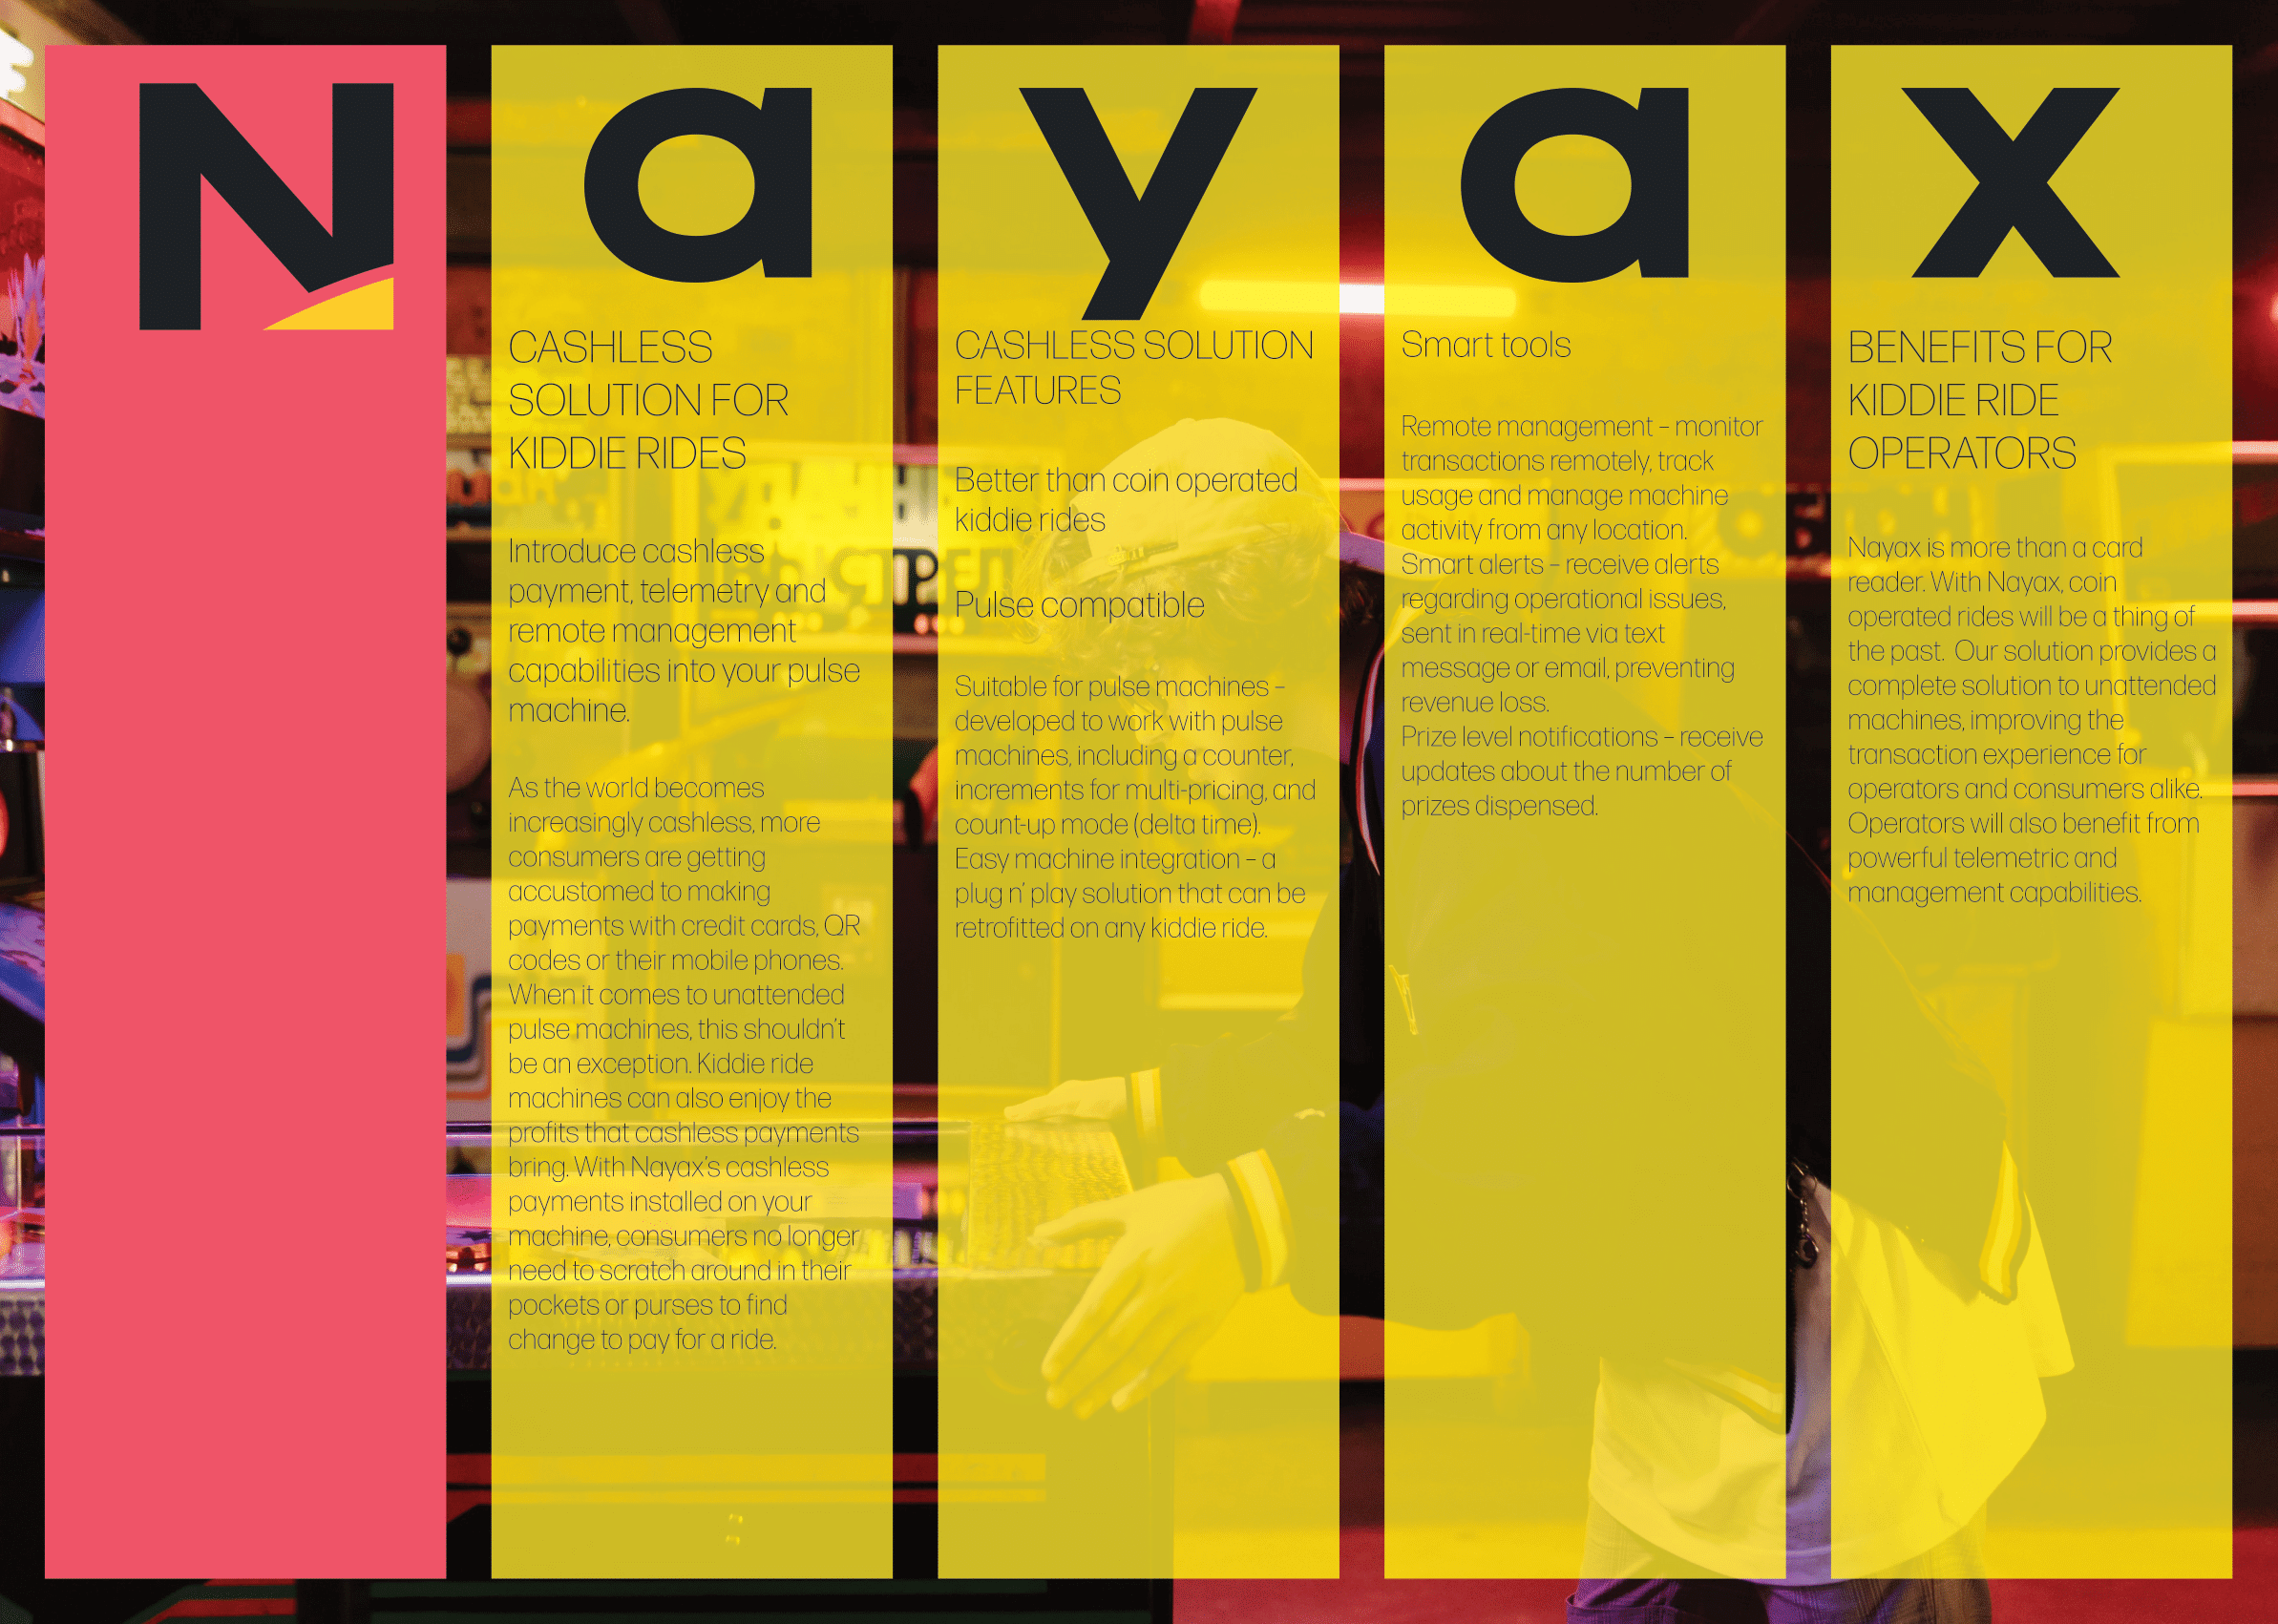 Nayax
CASHLESS
SOLUTION FOR
KIDDIE RIDES
Introduce cashless
payment, telemetry and
remote management
capabilities into your pulse
machine.
As the world becomes
increasingly cashless, more
consumers are getting
accustomed to making
payments with credit cards, QR
codes or their mobile phones.
When it comes to unattended
pulse machines, this shouldn't
be an exception. Kiddie ride
machines can also enjoy the
profits that cashless payments
bring. With Nayax's cashless
payments installed on your
machine, consumers no longer
need to scratch around in their
pockets or purses to find
change to pay for a ride.
CASHLESS SOLUTION
FEATURES
Better than coin operated
kiddie rides
Pulse compatible
Suitable for pulse machines –
developed to work with pulse
machines, including a counter,
increments for multi-pricing, and
count-up mode (delta time).
Easy machine integration – a
plug n' play solution that can be
retrofitted on any kiddie ride.
Smart tools
Remote management – monitor
transactions remotely, track
usage and manage machine
activity from any location.
Smart alerts – receive alerts
regarding operational issues,
sent in real-time via text
message or email, preventing
revenue loss.
Prize level notifications – receive
updates about the number of
prizes dispensed.
BENEFITS FOR
KIDDIE RIDE
OPERATORS
Nayax is more than a card
reader. With Nayax, coin
operated rides will be a thing of
the past.  Our solution provides a
complete solution to unattended
machines, improving the
transaction experience for
operators and consumers alike.
Operators will also benefit from
powerful telemetric and
management capabilities.